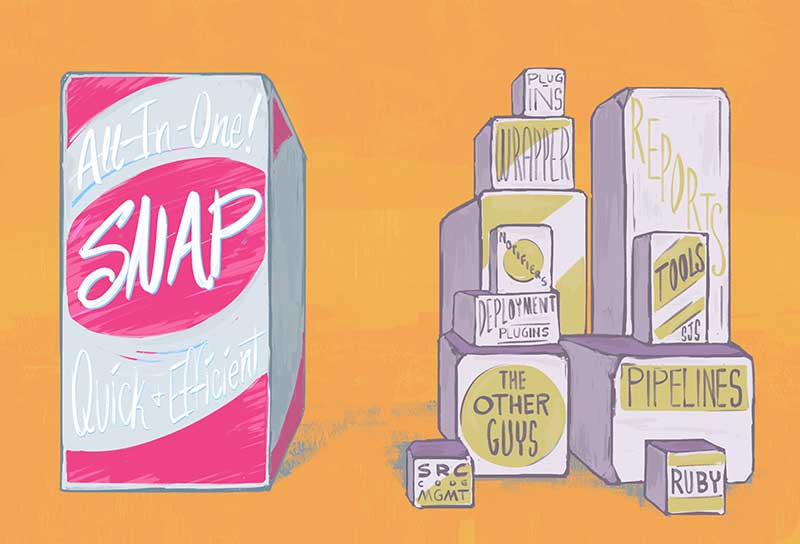 All-In-One!
SNAP
Quick + Efficient
PLUG
INS
WRAPPER
REPORTS
NOTIFIERS
TOOLS
SJS
DEPLOYMENT
PLUGINS
THE
OTHER
GUYS
PIPELINES
SRC
CODE
MGMT
RUBY